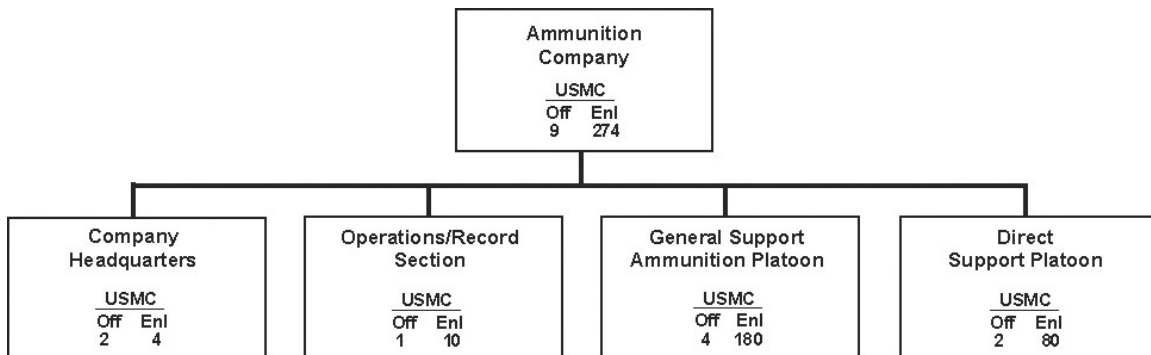 Ammunition
Company
USMC
Off Enl
9 274
Company
Headquarters
USMC
Off Enl
2 4
Operations/Record
Section
USMC
Off Enl
1 10
General Support
Ammunition Platoon
USMC
Off Enl
4 180
Direct
Support Platoon
USMC
Off Enl
2 80